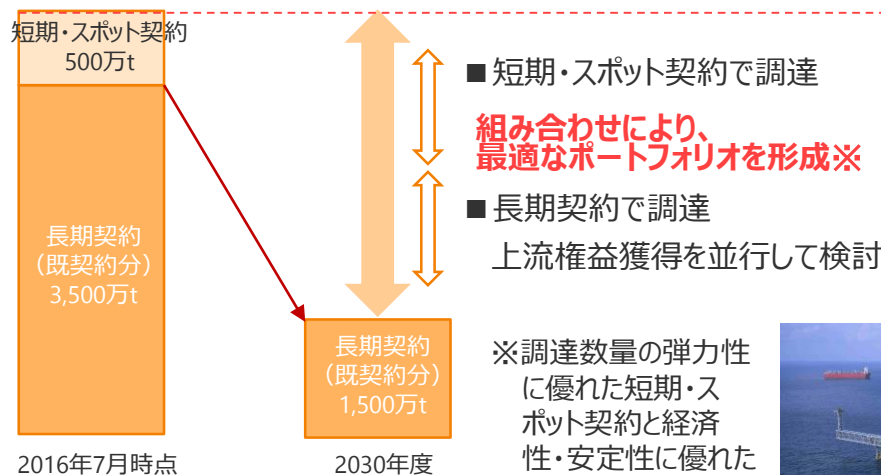 短期・スポット契約
500万t
長期契約
（既契約分）
3,500万t
2016年7月時点
長期契約
（既契約分）
1,500万t
2030年度
■短期・スポット契約で調達
組み合わせにより、
最適なポートフォリオを形成※
■長期契約で調達
上流権益獲得を並行して検討
※調達数量の弾力性
に優れた短期・ス
ポット契約と経済
性・安定性に優れた